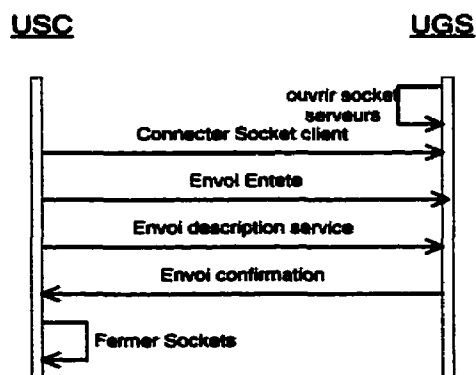 USC
UGS
ouvrir socket
serveurs
Connecter Socket client
Envoi Entete
Envoi description service
Envoi confirmation
Fermer Sockets